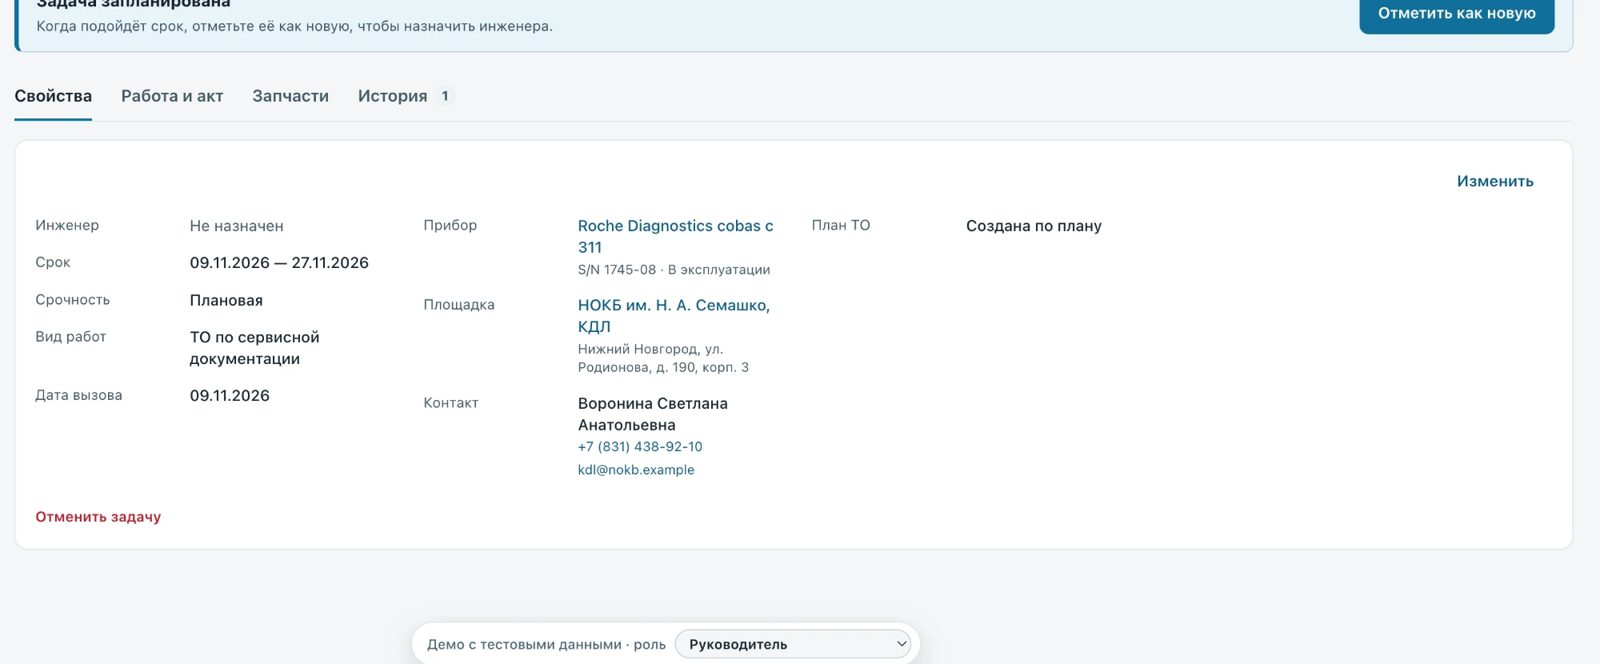 Задача запланирована
Когда подойдёт срок, отметьте её как новую, чтобы назначить инженера.
Отметить как новую
Свойства
Работа и акт
Запчасти
История 1
Изменить
Инженер
Не назначен
Срок
09.11.2026 — 27.11.2026
Срочность
Плановая
Вид работ
ТО по сервисной
документации
Дата вызова
09.11.2026
Прибор
Roche Diagnostics cobas c
311
S/N 1745-08 · В эксплуатации
Площадка
НОКБ им. Н. А. Семашко,
КДЛ
Нижний Новгород, ул.
Родионова, д. 190, корп. 3
Контакт
Воронина Светлана
Анатольевна
+7 (831) 438-92-10
kdl@nokb.example
План ТО
Создана по плану
Отменить задачу
Демо с тестовыми данными · роль
Руководитель